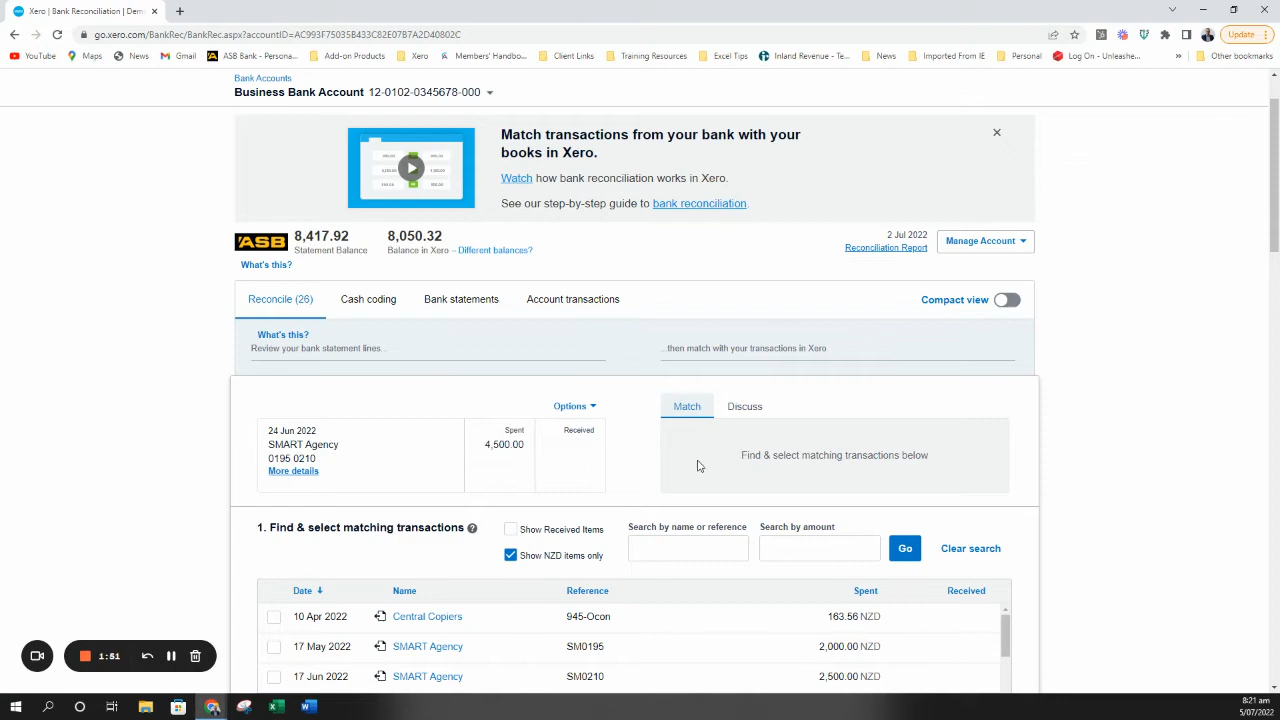 Xero | Bank Reconciliation | Dem
go.xero.com/BankRec/BankRec.aspx?accountID=AC993F75035B433C82E07B7A2D40802C
Update
YouTube Maps News Gmail ASB Bank - Persona... Add-on Products Xero Members' Handbo... Client Links Training Resources Excel Tips Inland Revenue - Te... News Imported From IE Personal Log On - Unleashe... » Other bookmarks
Bank Accounts
Business Bank Account 12-0102-0345678-000
Match transactions from your bank with your
books in Xero.
Watch how bank reconciliation works in Xero.
See our step-by-step guide to bank reconciliation.
ASB 8,417.92 8,050.32 2 Jul 2022 Manage Account
Statement Balance Balance in Xero – Different balances? Reconciliation Report
What's this?
Reconcile (26) Cash coding Bank statements Account transactions Compact view
What's this?
Review your bank statement lines... ...then match with your transactions in Xero
Options Match Discuss
24 Jun 2022 Spent Received
SMART Agency 4,500.00
0195 0210 Find & select matching transactions below
More details
1. Find & select matching transactions ? Show Received Items Search by name or reference Search by amount
Show NZD items only Go Clear search
Date Name Reference Spent Received
10 Apr 2022 Central Copiers 945-Ocon 163.56 NZD
17 May 2022 SMART Agency SM0195 2,000.00 NZD
17 Jun 2022 SMART Agency SM0210 2,500.00 NZD
1:51
8:21 am
5/07/2022